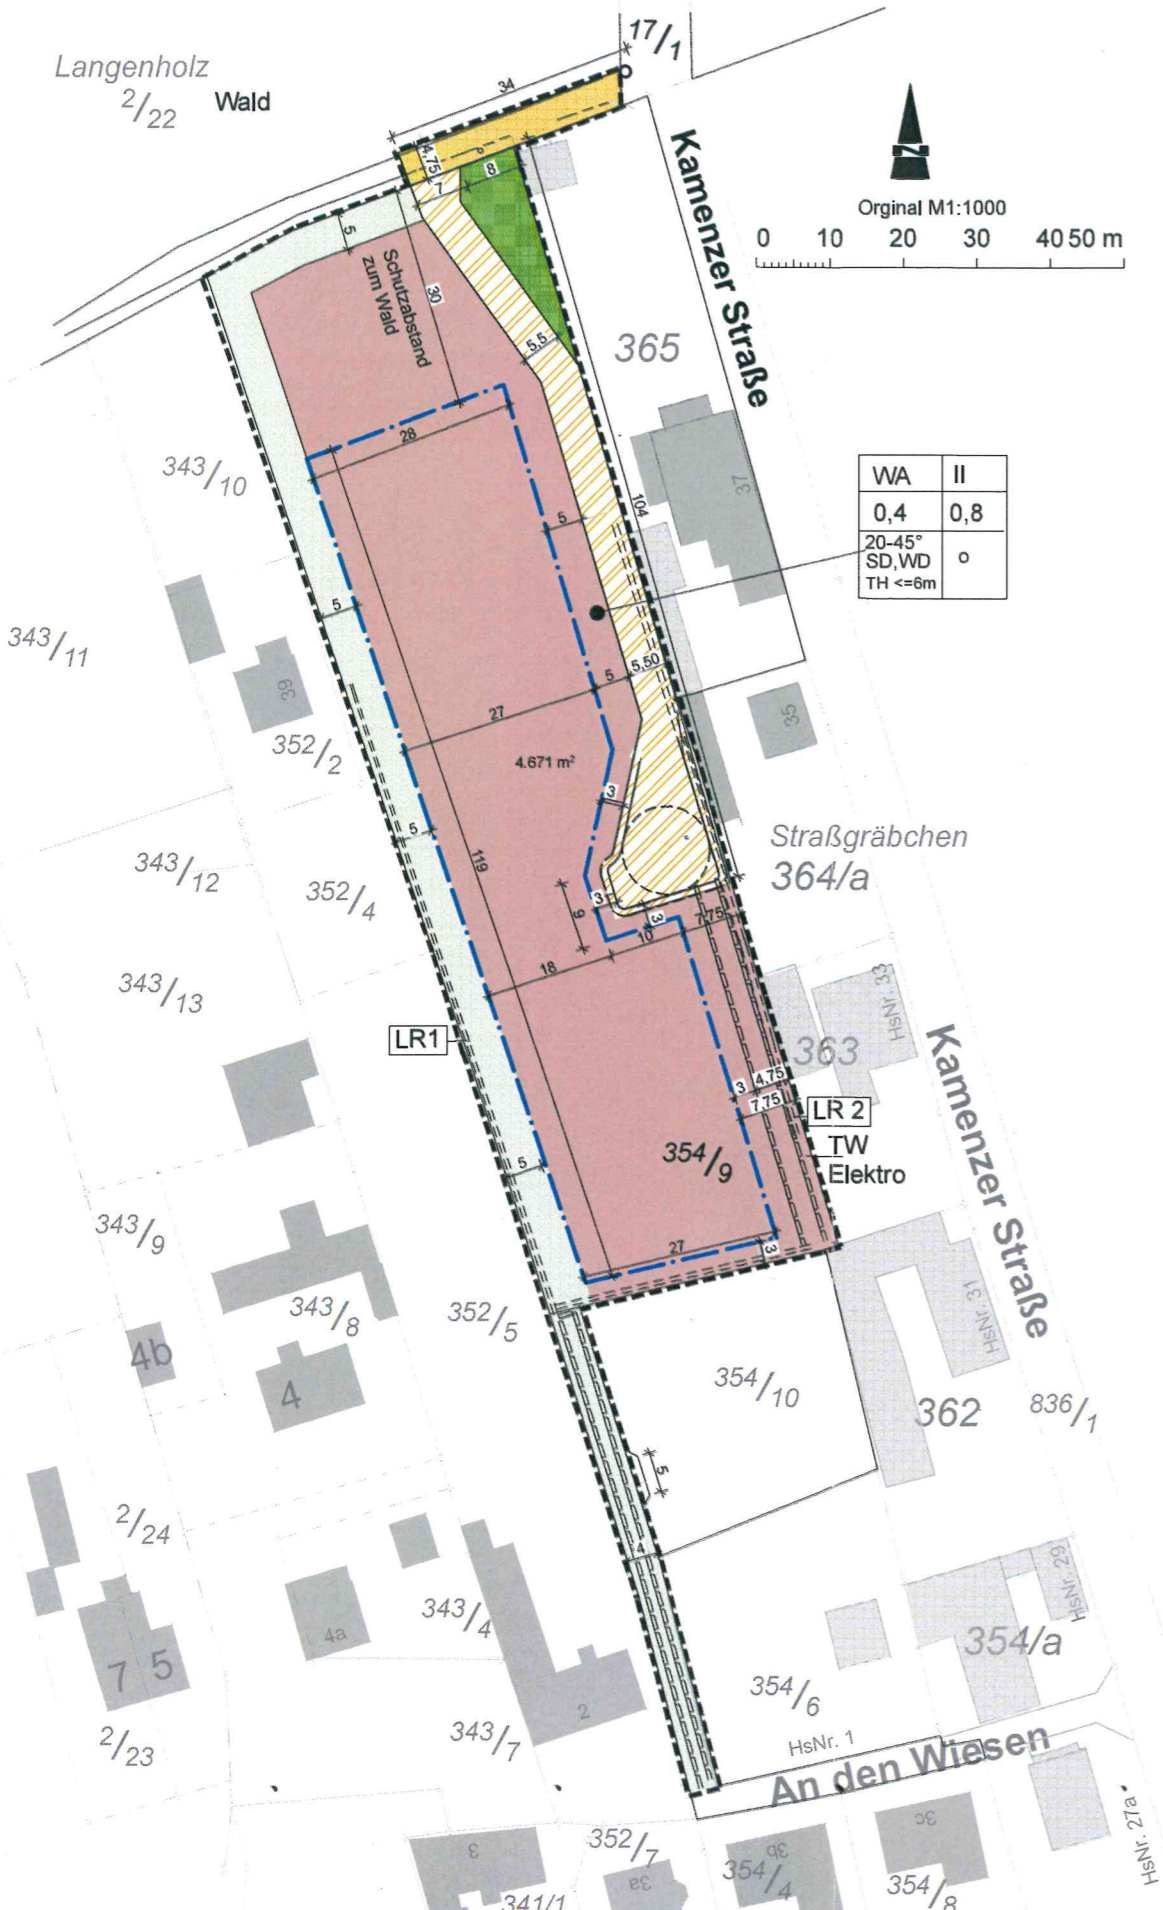 17/1
Langenholz
2/22
Wald
34
4,75
7
8
Kamenzer Straße
N
Orginal M1:1000
0 10 20 30 40 50 m
5
Schutzabstand
zum Wald
30
5,5
365
28
343/10
37
104
WA II
0,4 0,8
20-45°
SD,WD o
TH <=6m
5
5
343/11
39
5
5,50
27
35
352/2
4.671 m²
3
5
119
Straßgräbchen
364/a
343/12
352/4
3
9
3
7,75
10
18
343/13
LR1
HsNr. 33
363
Kamenzer Straße
3
4,75
7,75
LR 2
TW
Elektro
354/9
5
343/9
27
3
343/8
352/5
HsNr. 31
4b
4
354/10
362
836/1
5
2/24
4
HsNr. 29
343/4
4a
7
5
354/a
354/6
2
2/23
343/7
HsNr. 1
An den Wiesen
HsNr. 27a
3
352/7
3a
3b
354/4
3c
354/8
341/1